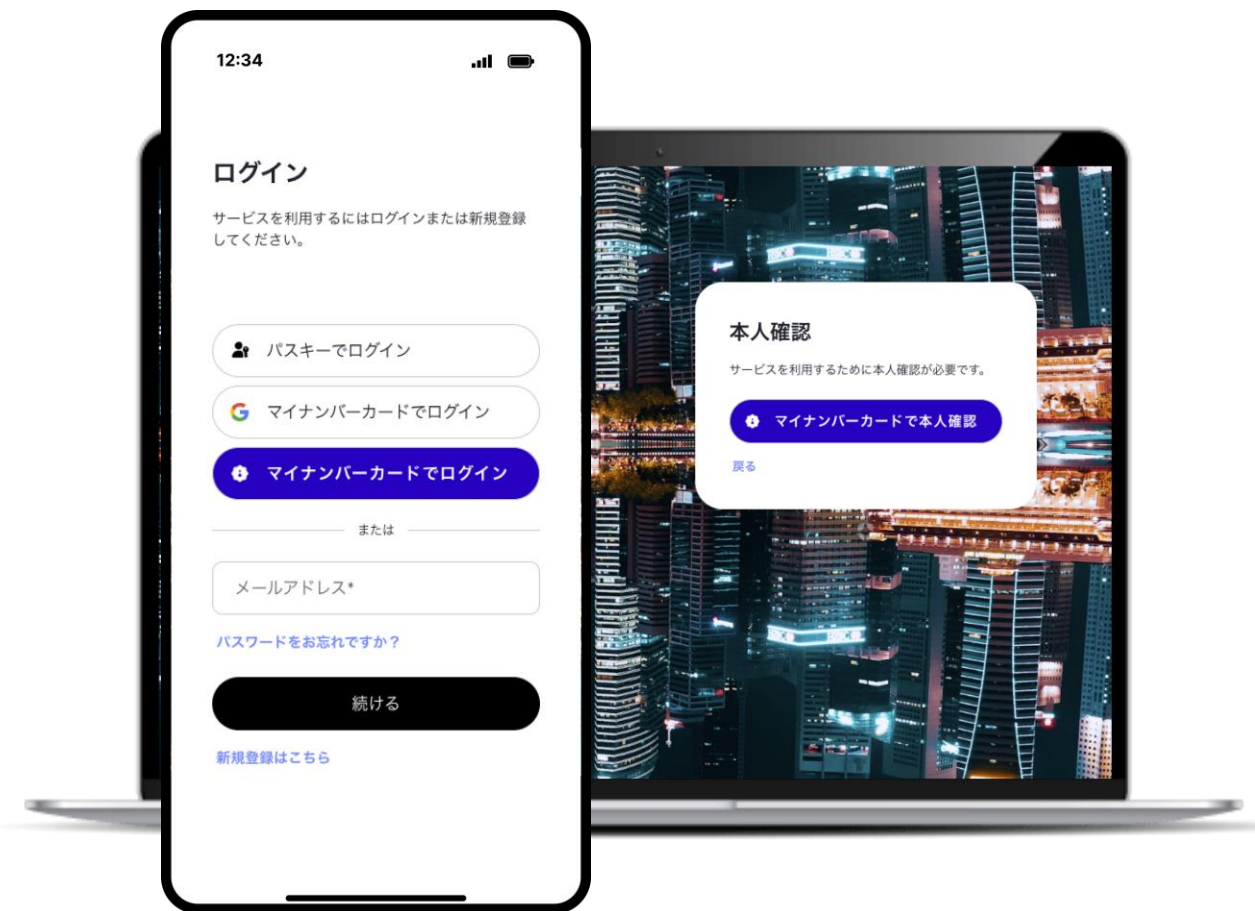 12:34
ログイン
サービスを利用するにはログインまたは新規登録
してください。
パスキーでログイン
マイナンバーカードでログイン
マイナンバーカードでログイン
または
メールアドレス*
パスワードをお忘れですか？
続ける
新規登録はこちら
本人確認
サービスを利用するために本人確認が必要です。
マイナンバーカードで本人確認
戻る